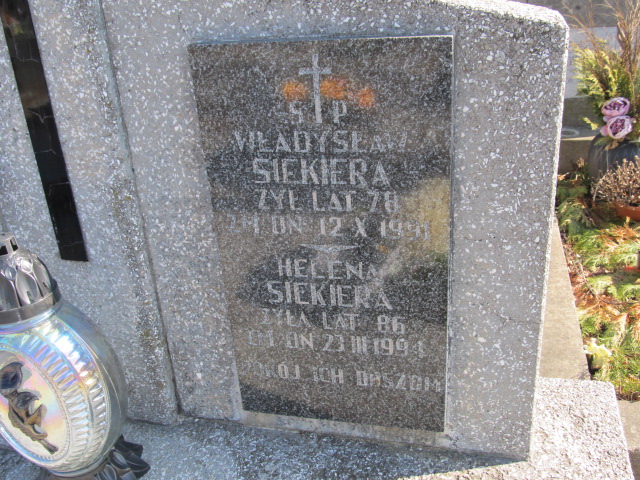 Ś P
WŁADYSŁAW
SIEKIERA
ŻYŁ LAT 78
ZM DN 12 X
HELENA
SIEKIERA
ŻYŁA LAT 86
ZM DN 23 III 1994
POKÓJ ICH DUSZOM